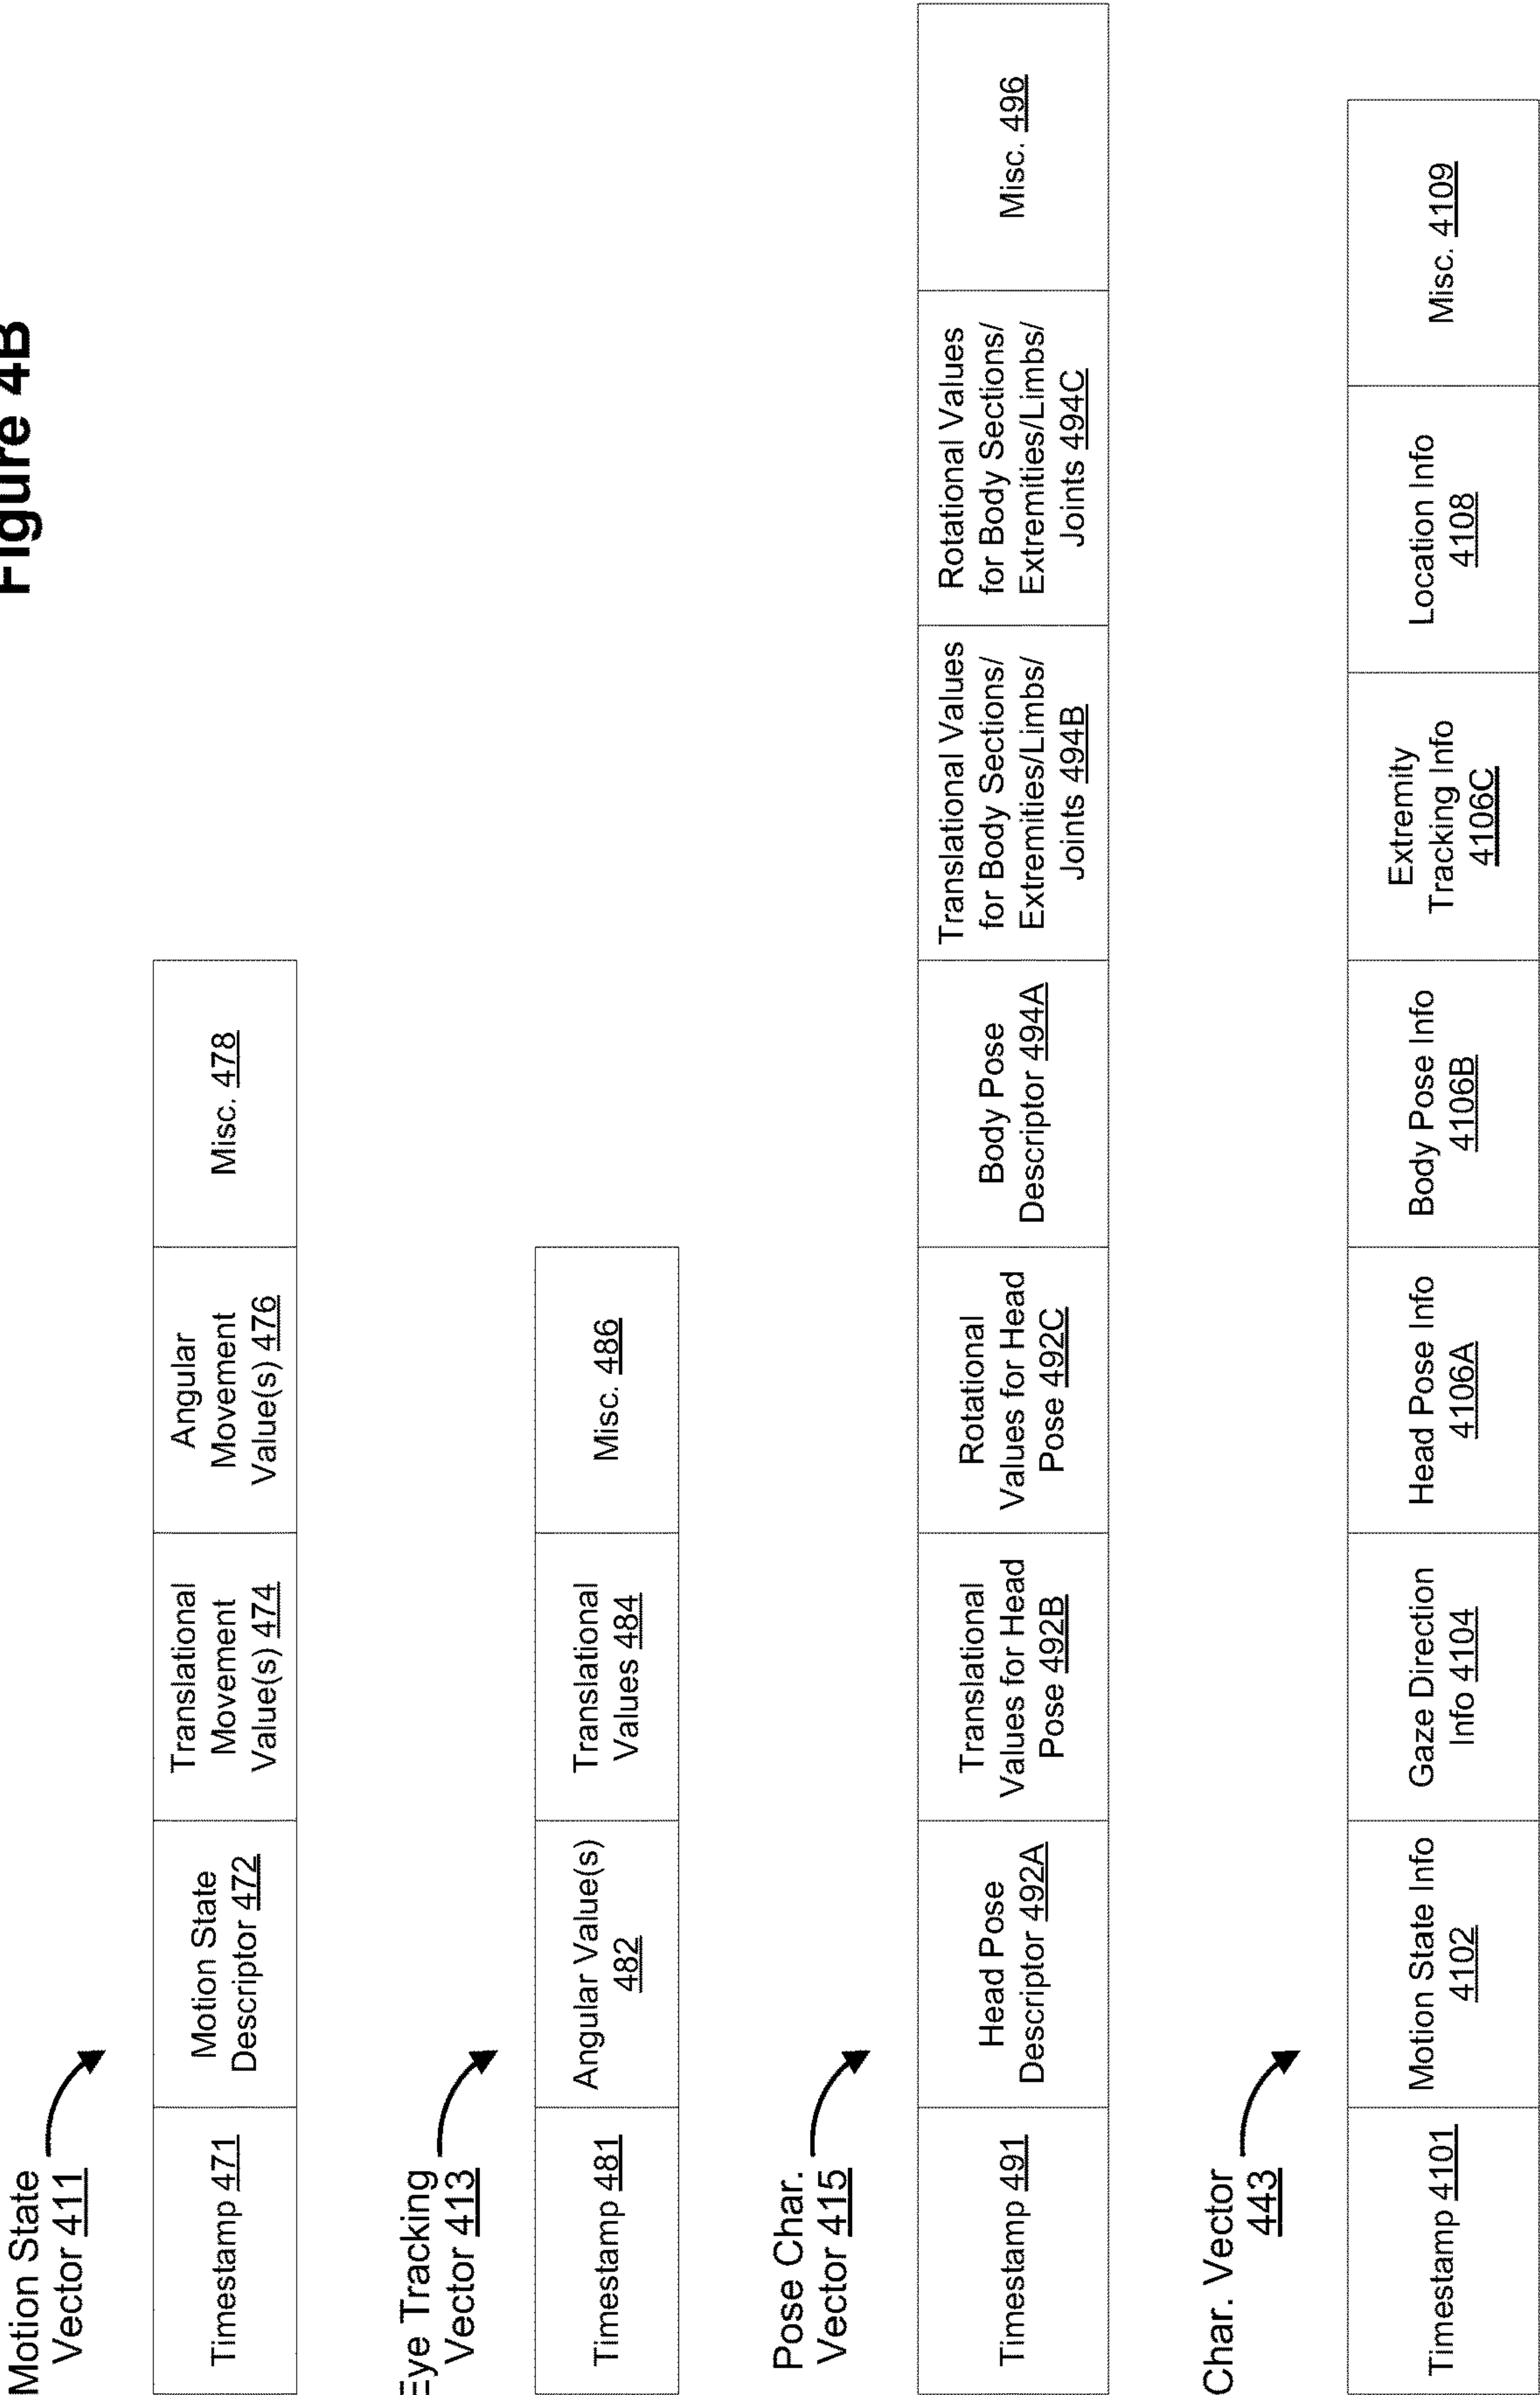 Figure 4B
Motion State
Vector 411
Timestamp 471
Motion State
Descriptor 472
Translational
Movement
Value(s) 474
Angular
Movement
Value(s) 476
Misc. 478
Eye Tracking
Vector 413
Timestamp 481
Angular Value(s)
482
Translational
Values 484
Misc. 486
Pose Char.
Vector 415
Timestamp 491
Head Pose
Descriptor 492A
Translational
Values for Head
Pose 492B
Rotational
Values for Head
Pose 492C
Body Pose
Descriptor 494A
Translational Values
for Body Sections/
Extremities/Limbs/
Joints 494B
Rotational Values
for Body Sections/
Extremities/Limbs/
Joints 494C
Misc. 496
Char. Vector
443
Timestamp 4101
Motion State Info
4102
Gaze Direction
Info 4104
Head Pose Info
4106A
Body Pose Info
4106B
Extremity
Tracking Info
4106C
Location Info
4108
Misc. 4109